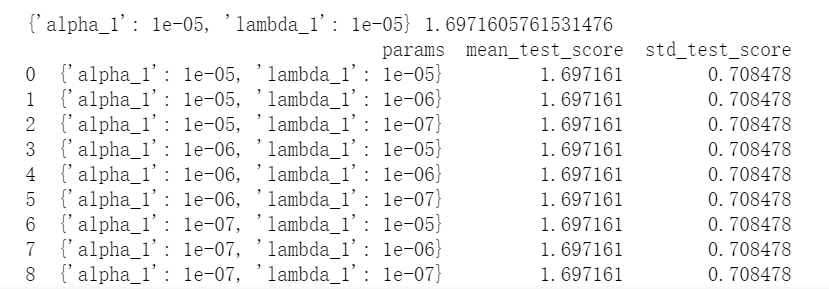 {'alpha_1': 1e-05, 'lambda_1': 1e-05} 1.6971605761531476
params mean_test_score std_test_score
0 {'alpha_1': 1e-05, 'lambda_1': 1e-05} 1.697161 0.708478
1 {'alpha_1': 1e-05, 'lambda_1': 1e-06} 1.697161 0.708478
2 {'alpha_1': 1e-05, 'lambda_1': 1e-07} 1.697161 0.708478
3 {'alpha_1': 1e-06, 'lambda_1': 1e-05} 1.697161 0.708478
4 {'alpha_1': 1e-06, 'lambda_1': 1e-06} 1.697161 0.708478
5 {'alpha_1': 1e-06, 'lambda_1': 1e-07} 1.697161 0.708478
6 {'alpha_1': 1e-07, 'lambda_1': 1e-05} 1.697161 0.708478
7 {'alpha_1': 1e-07, 'lambda_1': 1e-06} 1.697161 0.708478
8 {'alpha_1': 1e-07, 'lambda_1': 1e-07} 1.697161 0.708478